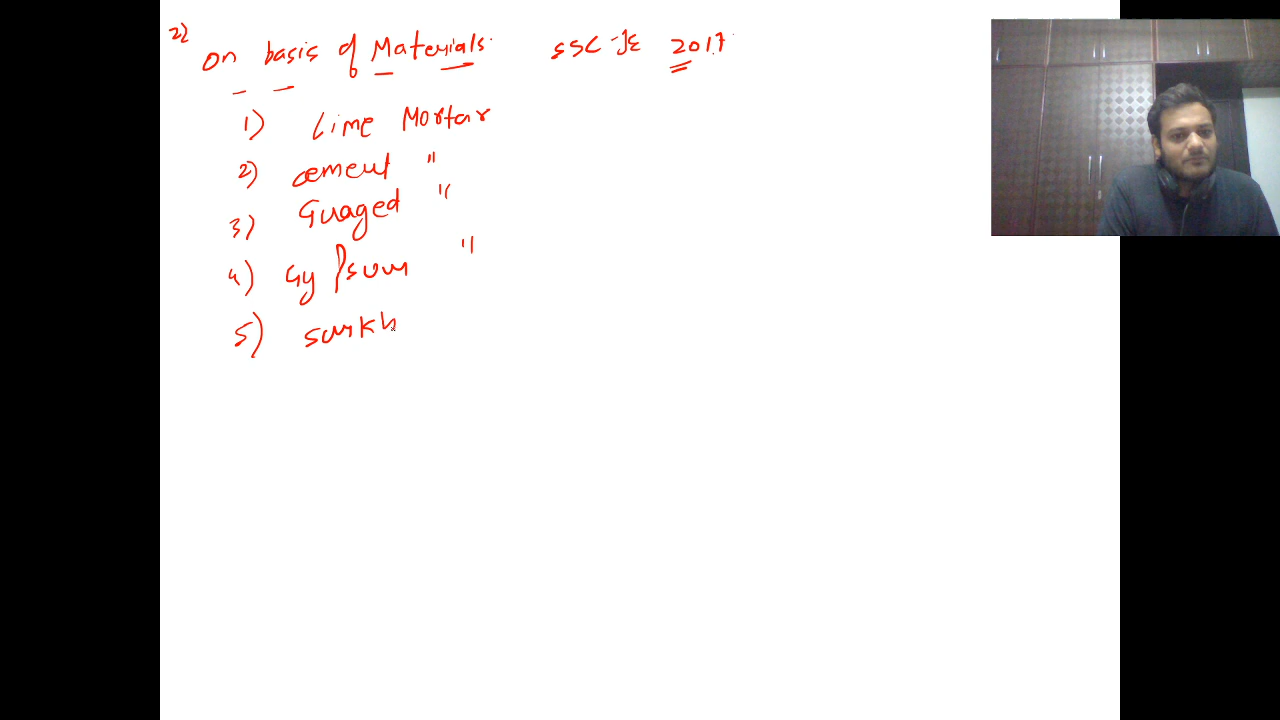 2) On basis of Materials. SSC-JE 2017
1) Lime Mortar
2) cement "
3) Guaged "
4) Gypsum "
5) Surkh